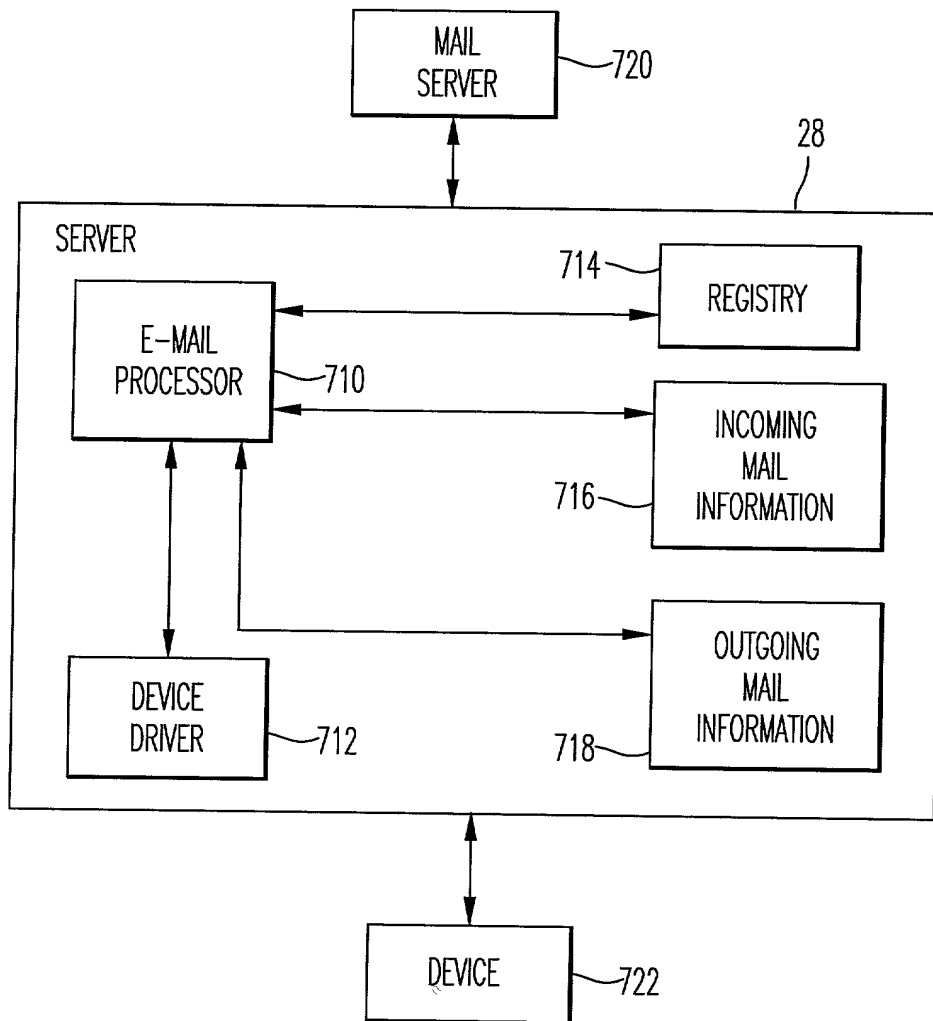 MAIL
SERVER
720
28
SERVER
714
REGISTRY
E-MAIL
PROCESSOR
710
INCOMING
MAIL
INFORMATION
716
DEVICE
DRIVER
712
OUTGOING
MAIL
INFORMATION
718
DEVICE
722